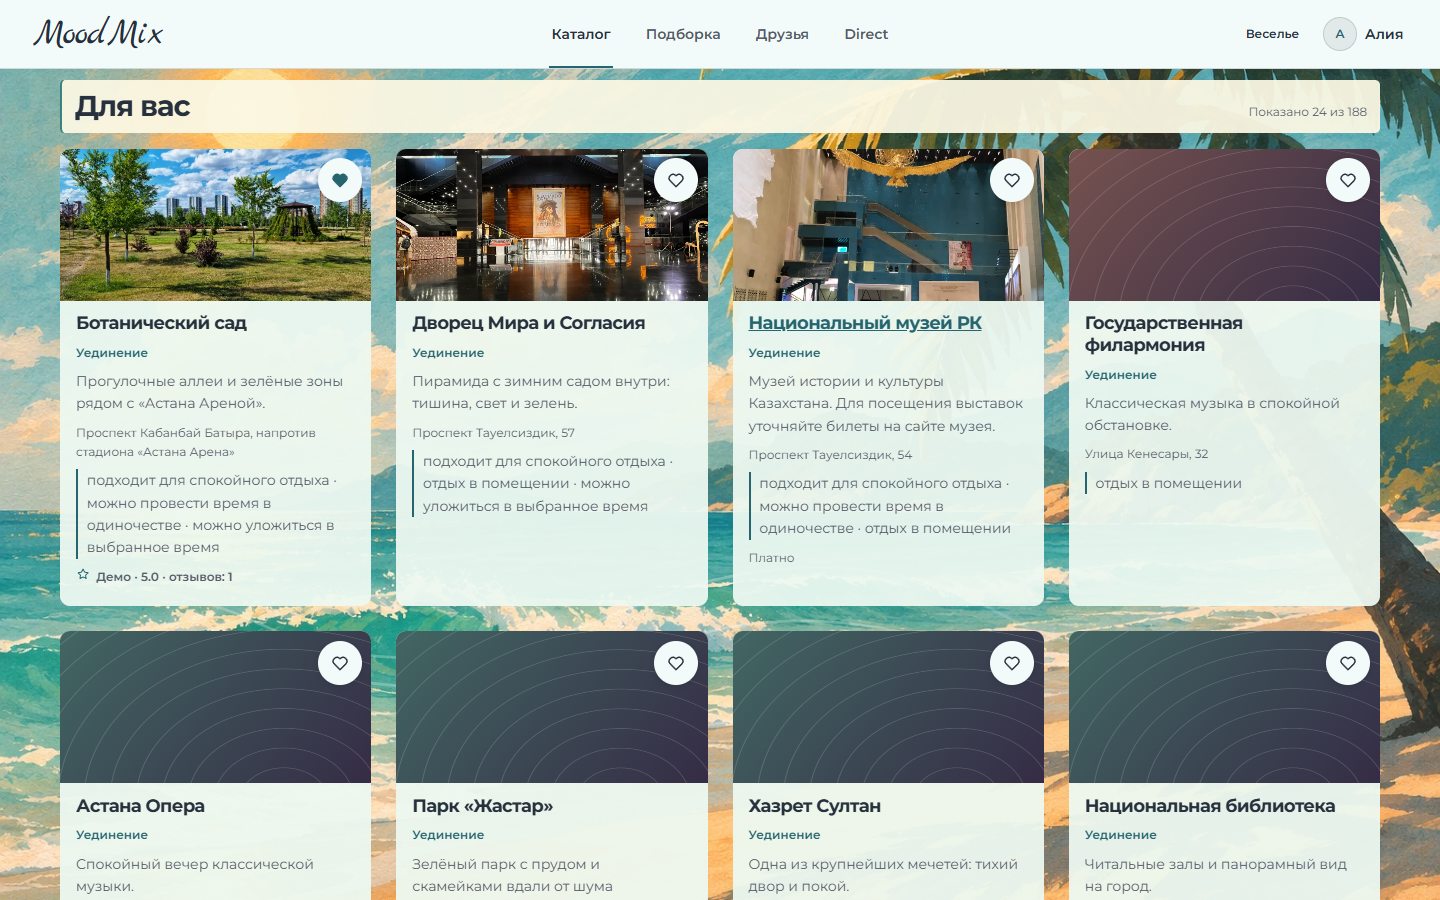 MoodMix
Каталог
Подборка
Друзья
Direct
Веселье
А
Алия
Для вас
Показано 24 из 188
Ботанический сад
Уединение
Прогулочные аллеи и зелёные зоны
рядом с «Астана Ареной».
Проспект Кабанбай Батыра, напротив
стадиона «Астана Арена»
подходит для спокойного отдыха ·
можно провести время в
одиночестве · можно уложиться в
выбранное время
Демо · 5.0 · отзывов: 1
Дворец Мира и Согласия
Уединение
Пирамида с зимним садом внутри:
тишина, свет и зелень.
Проспект Тауелсиздик, 57
подходит для спокойного отдыха ·
отдых в помещении · можно
уложиться в выбранное время
Национальный музей РК
Уединение
Музей истории и культуры
Казахстана. Для посещения выставок
уточняйте билеты на сайте музея.
Проспект Тауелсиздик, 54
подходит для спокойного отдыха ·
можно провести время в
одиночестве · отдых в помещении
Платно
Государственная
филармония
Уединение
Классическая музыка в спокойной
обстановке.
Улица Кенесары, 32
отдых в помещении
Астана Опера
Уединение
Спокойный вечер классической
музыки.
Парк «Жастар»
Уединение
Зелёный парк с прудом и
скамейками вдали от шума
Хазрет Султан
Уединение
Одна из крупнейших мечетей: тихий
двор и покой.
Национальная библиотека
Уединение
Читальные залы и панорамный вид
на город.